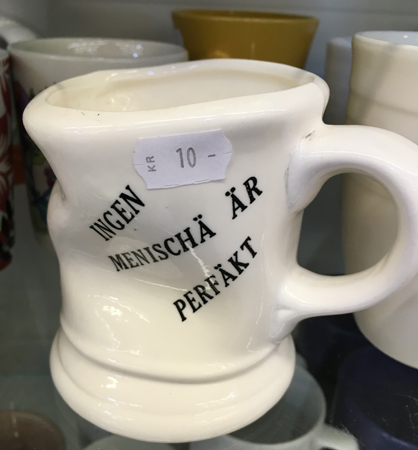 KR 10-
INGEN
MENISCHÄ ÄR
PERFÄKT